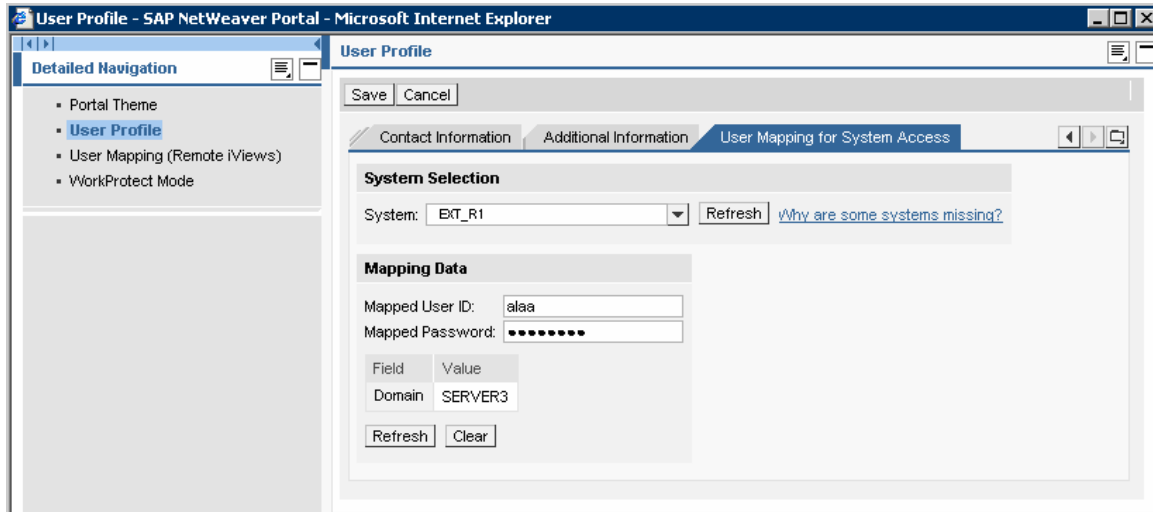 User Profile - SAP NetWeaver Portal - Microsoft Internet Explorer
Detailed Navigation
Portal Theme
User Profile
User Mapping (Remote iViews)
WorkProtect Mode
User Profile
Save Cancel
Contact Information Additional Information User Mapping for System Access
System Selection
System: EXT_R1 Refresh Why are some systems missing?
Mapping Data
Mapped User ID: alaa
Mapped Password: ••••••••
Field Value
Domain SERVER3
Refresh Clear